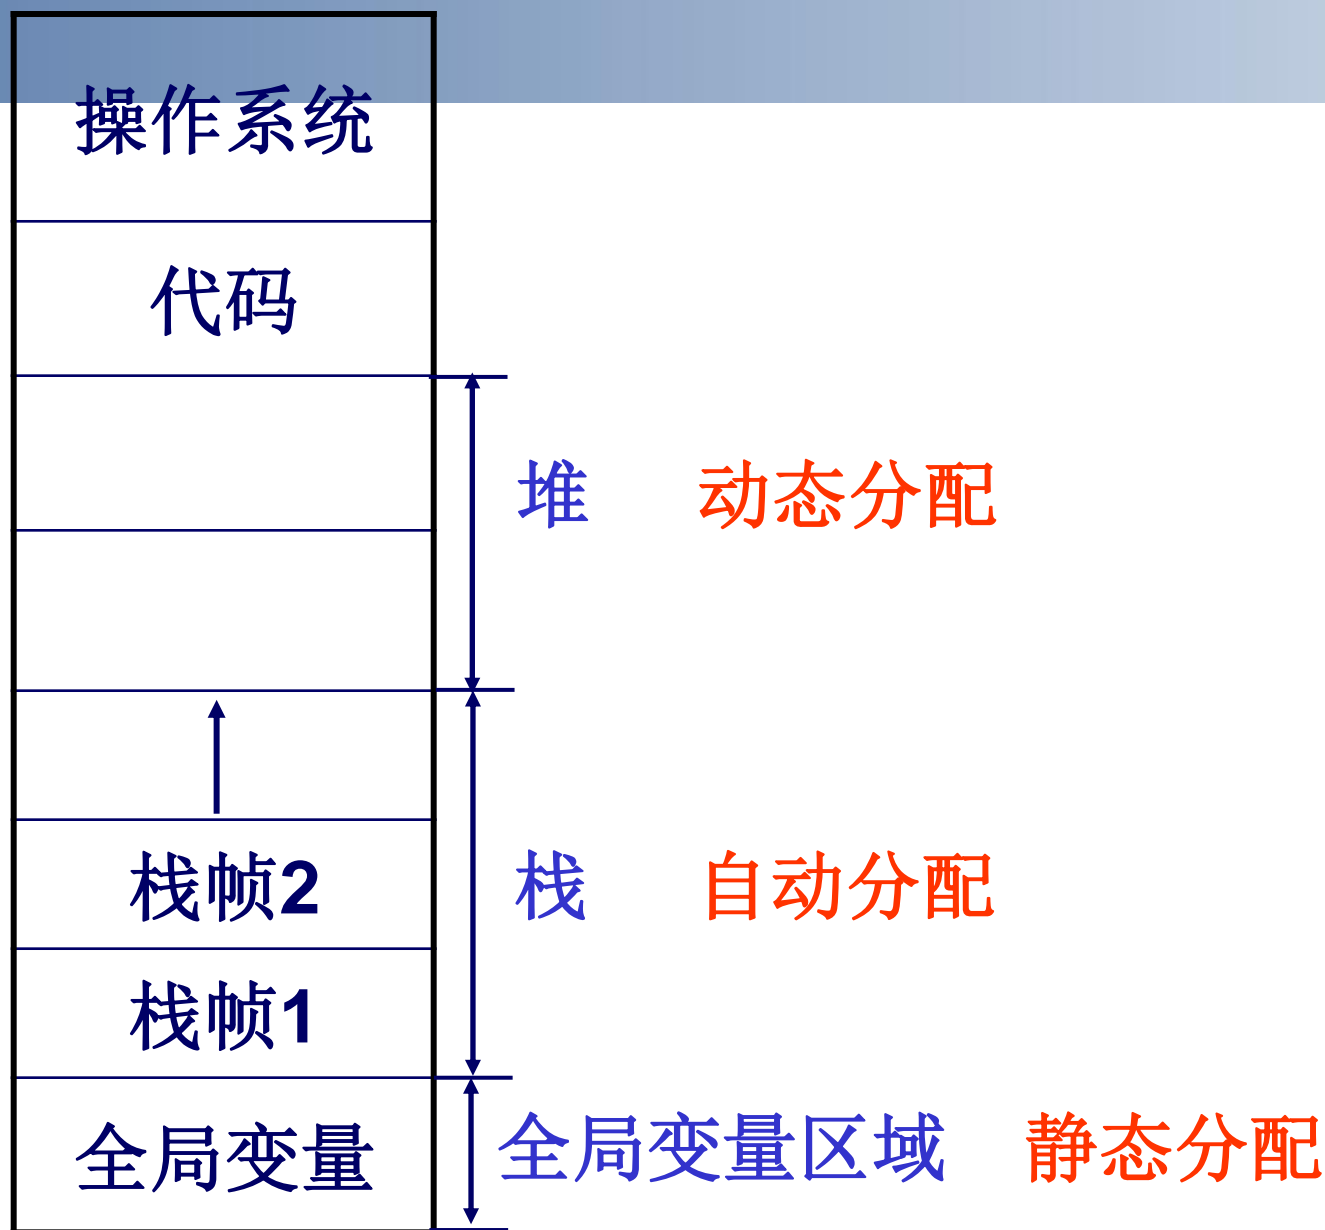 操作系统
代码
堆 动态分配
栈帧2 栈 自动分配
栈帧1
全局变量 全局变量区域 静态分配